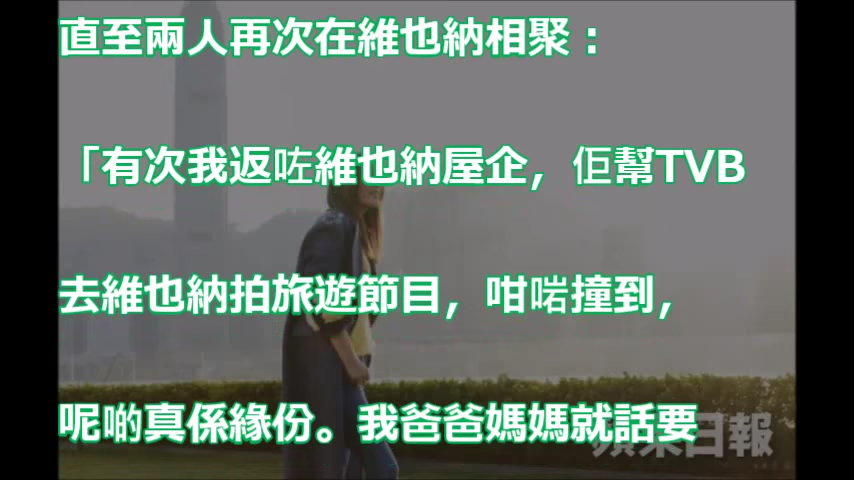 直至兩人再次在維也納相聚：
「有次我返咗維也納屋企，佢幫TVB
去維也納拍旅遊節目，咁啱撞到，
呢啲真係緣份。我爸爸媽媽就話要
蘋果日報